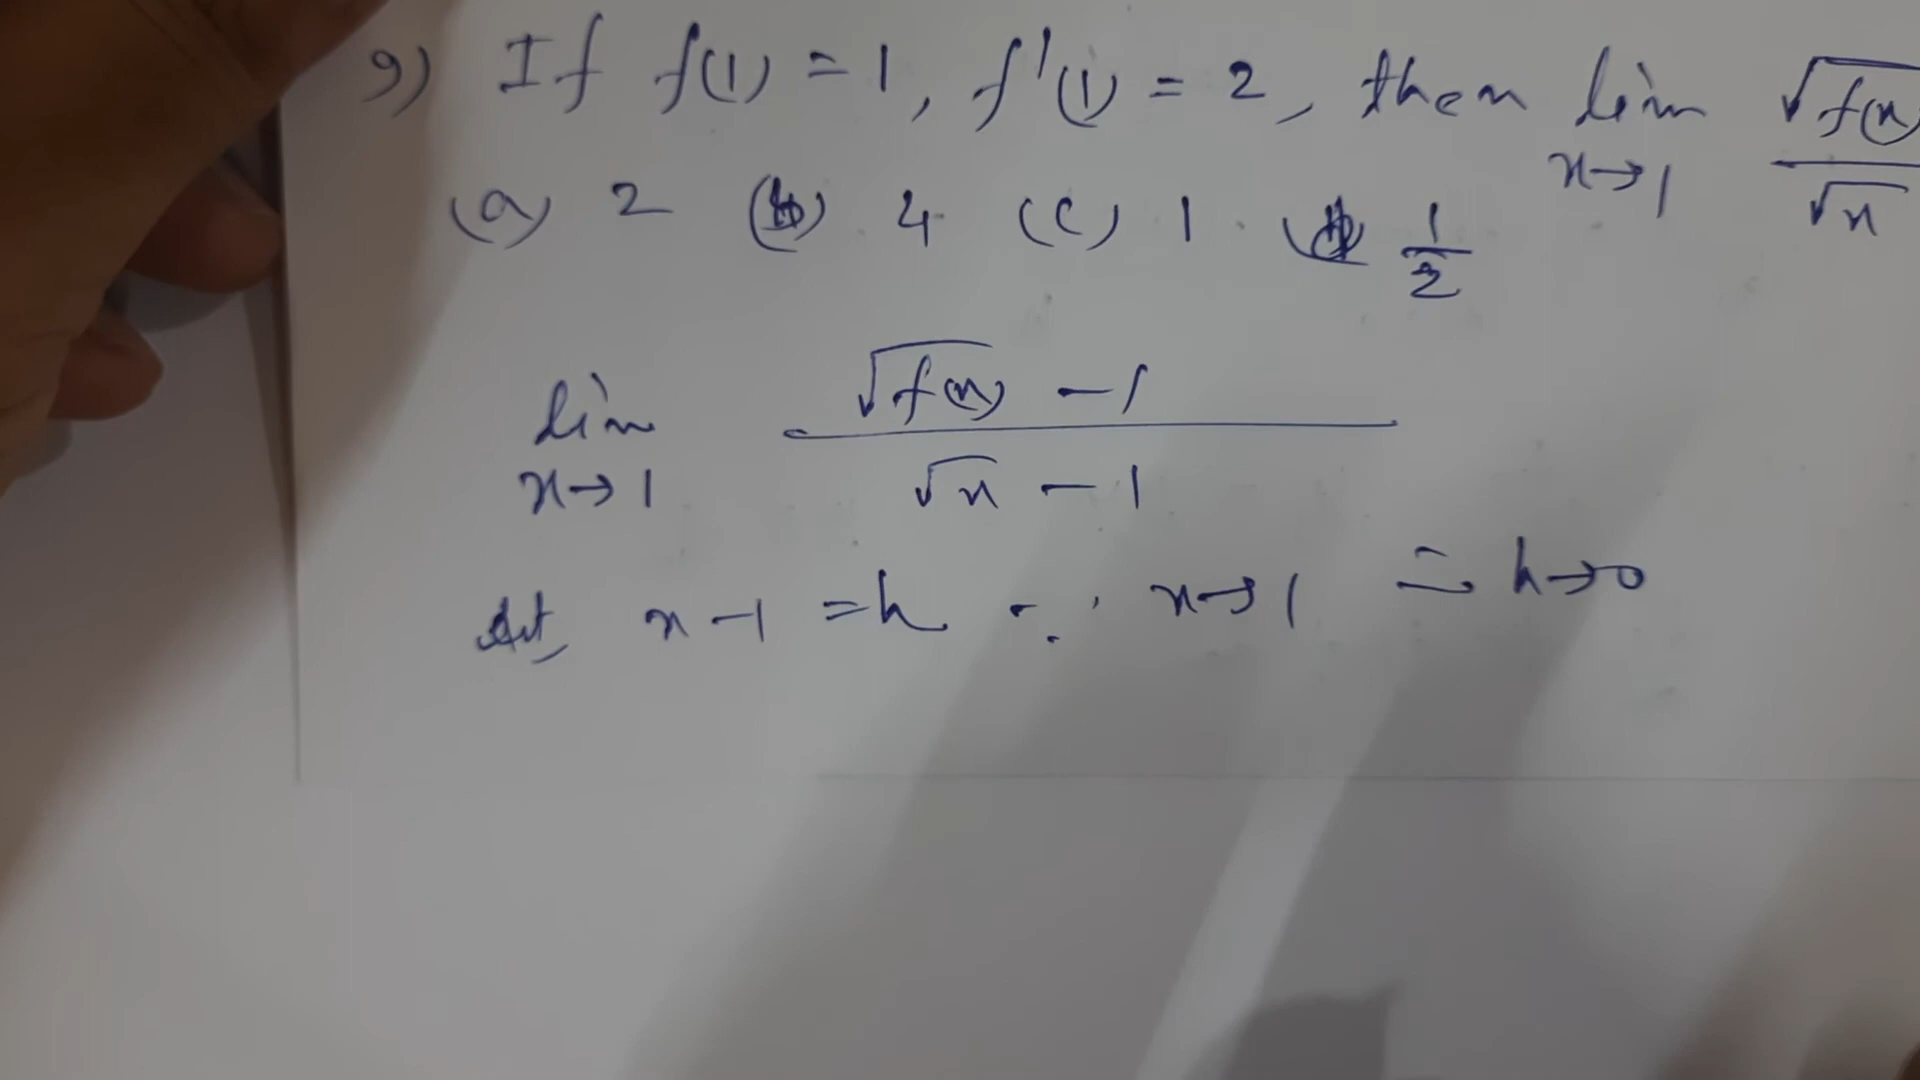 9) If f(1) = 1, f'(1) = 2, then lim x→1 √f(x) / √x
(a) 2 (b) 4 (c) 1 (d) 1/2
lim x→1 √f(x) - 1 / √x - 1
x - 1 = h ∵ x→1 = h→0